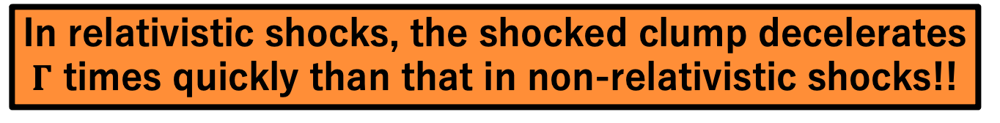 In relativistic shocks, the shocked clump decelerates
Γ times quickly than that in non-relativistic shocks!!